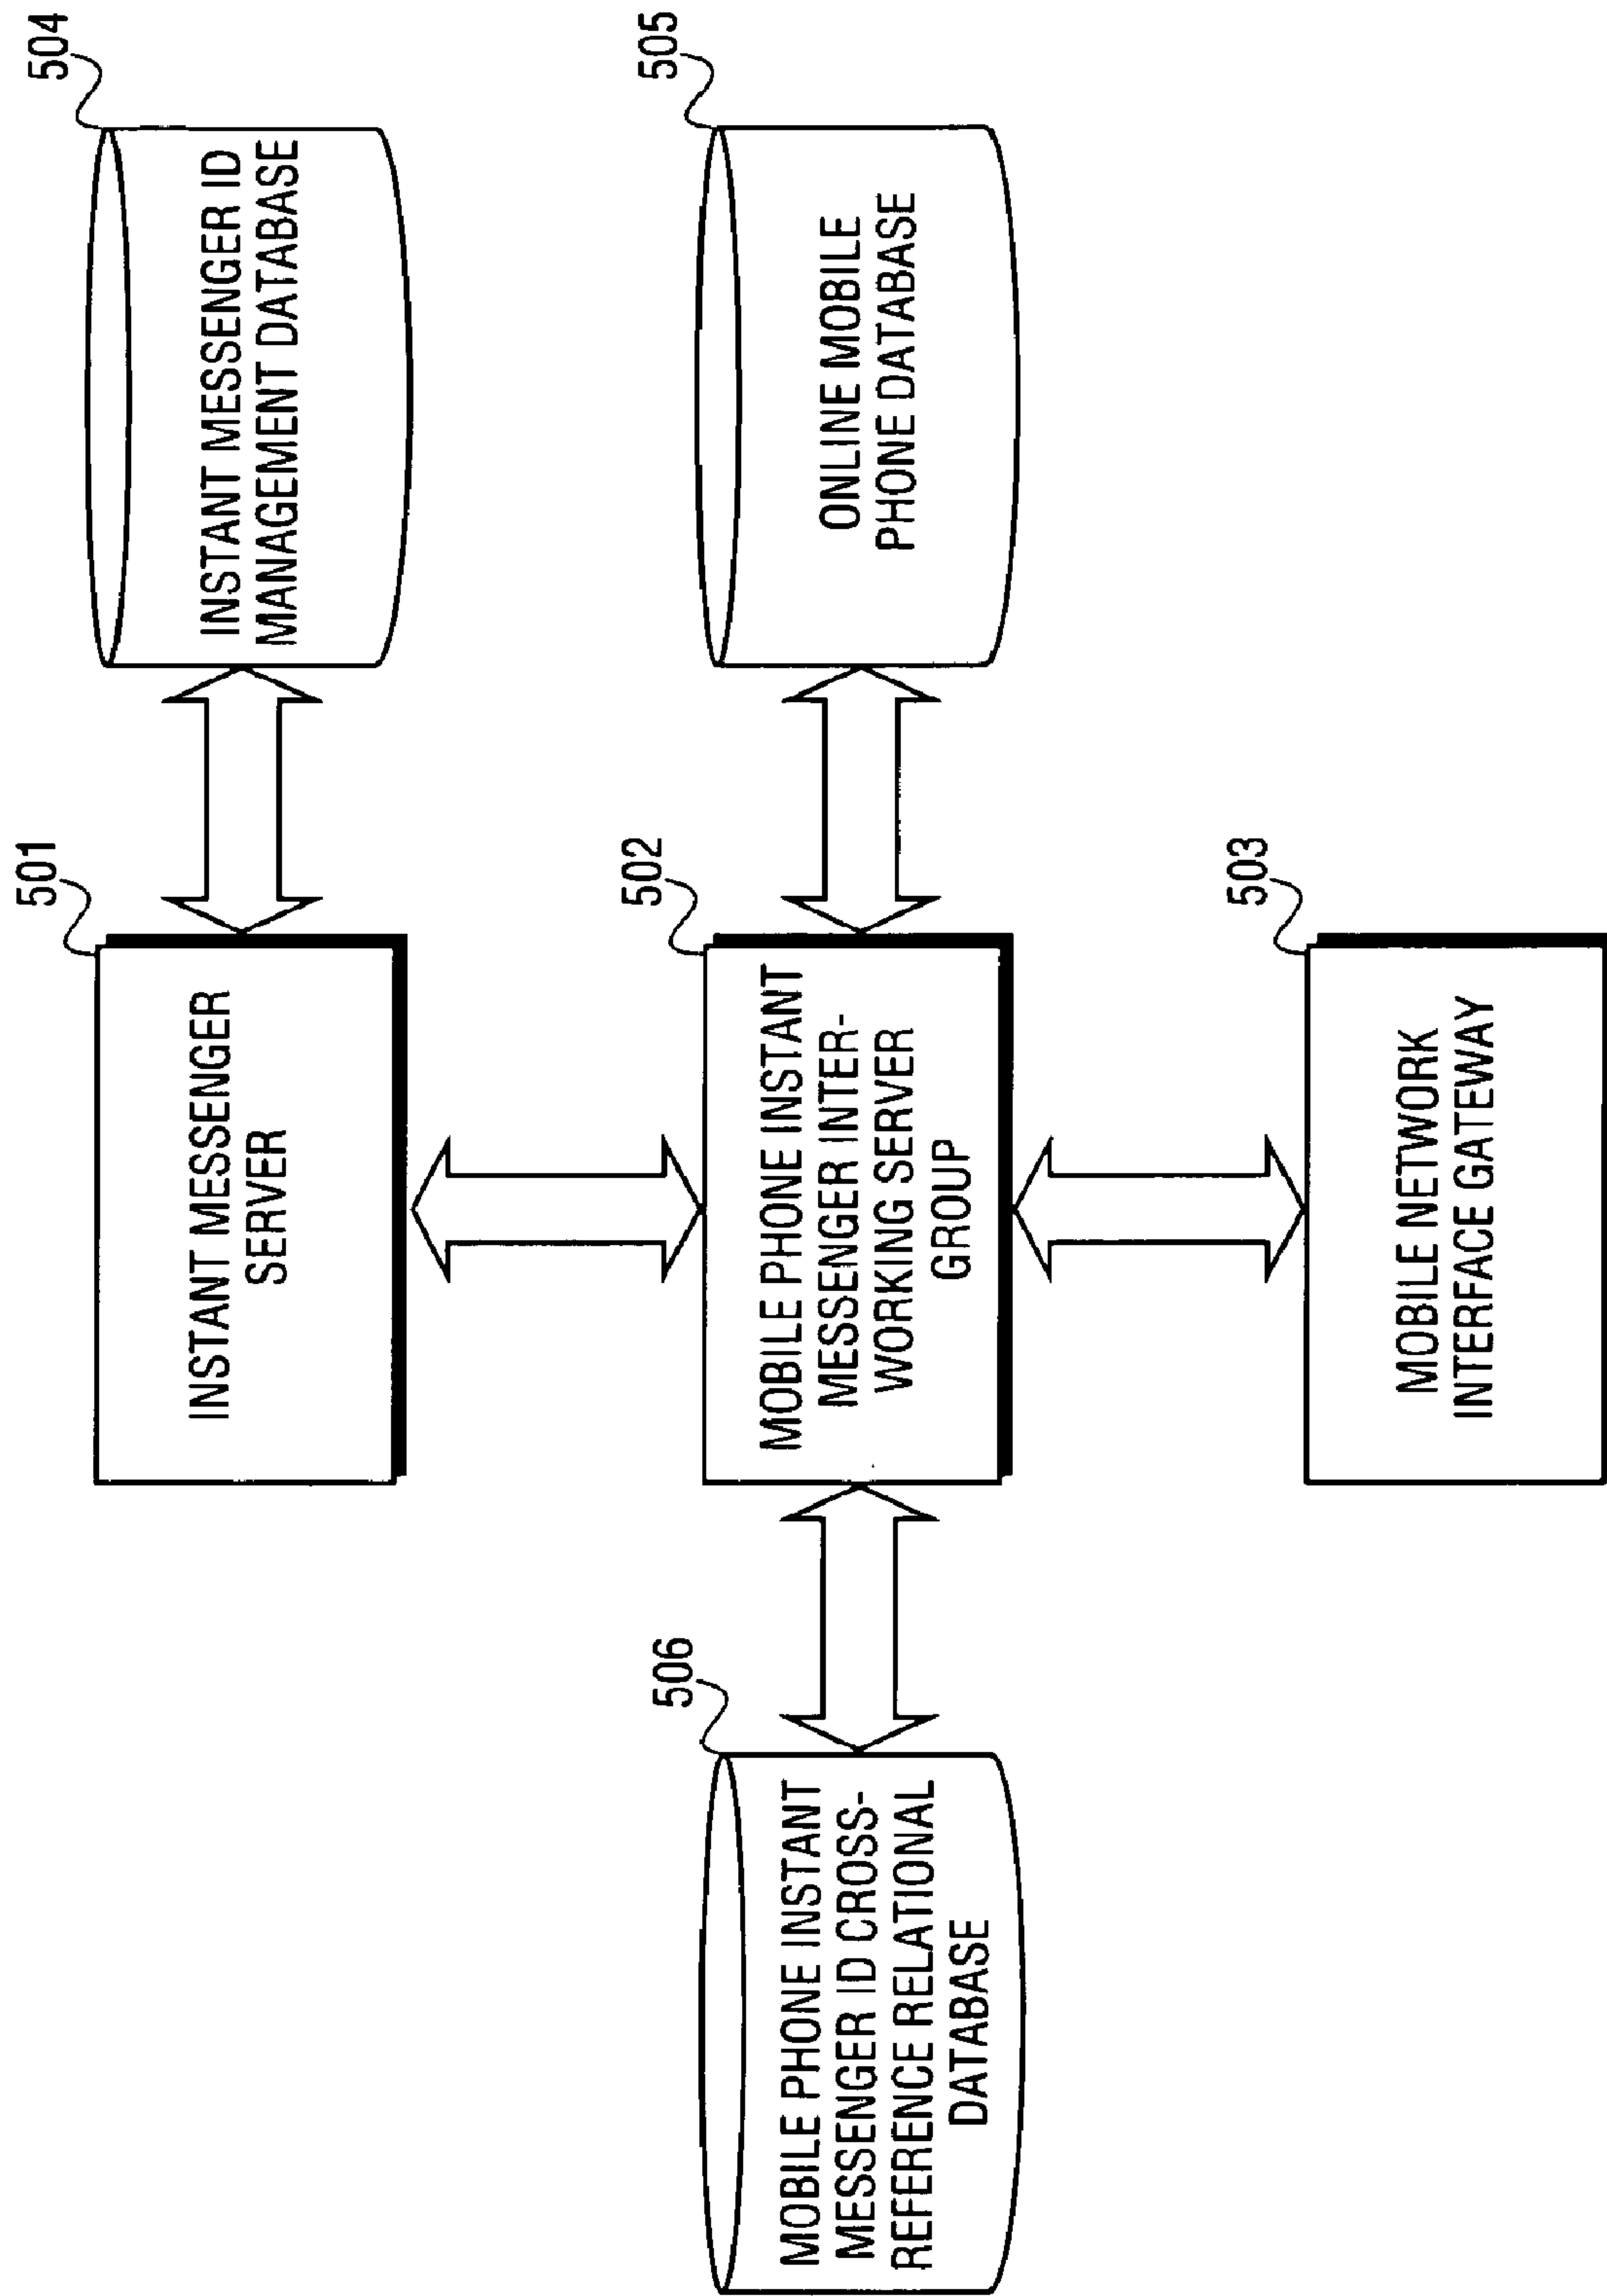 501
INSTANT MESSENGER
SERVER
504
INSTANT MESSENGER ID
MANAGEMENT DATABASE
506
MOBILE PHONE INSTANT
MESSENGER ID CROSS-
REFERENCE RELATIONAL
DATABASE
502
MOBILE PHONE INSTANT
MESSENGER INTER-
WORKING SERVER
GROUP
505
ONLINE MOBILE
PHONE DATABASE
503
MOBILE NETWORK
INTERFACE GATEWAY